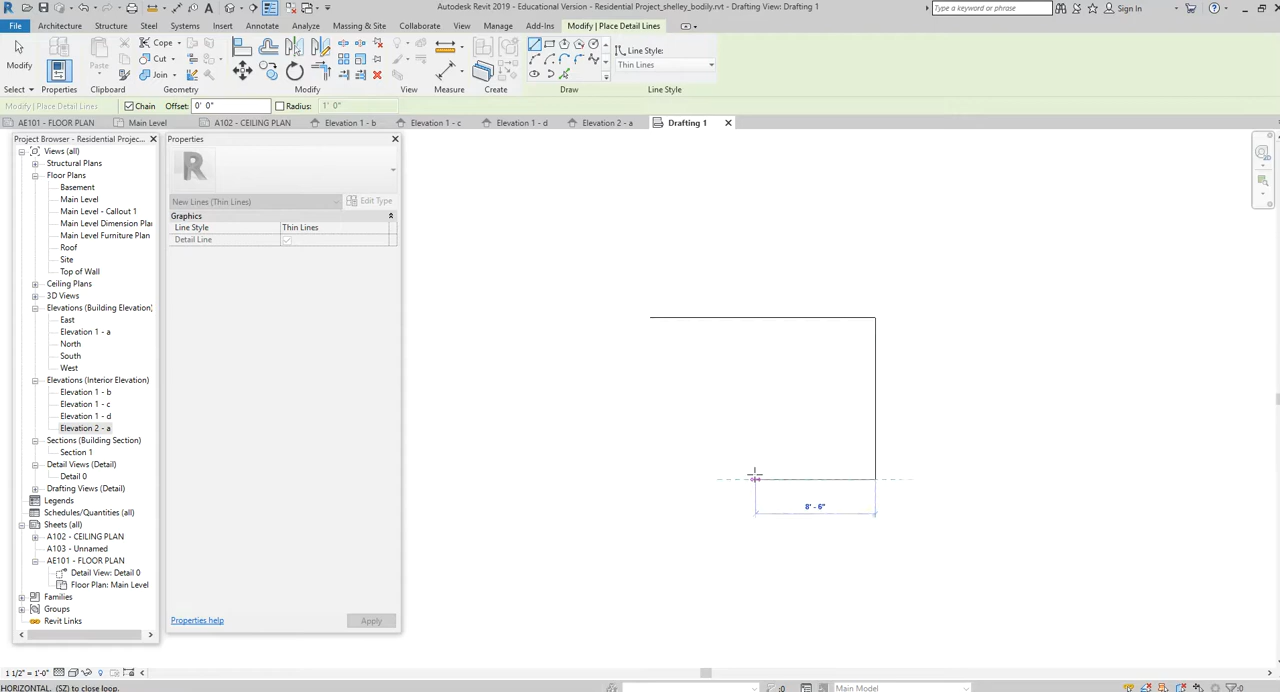 Autodesk Revit 2019 - Educational Version - Residential Project_shelley_bodily.rvt - Drafting View: Drafting 1
Type a keyword or phrase
Sign In
File Architecture Structure Steel Systems Insert Annotate Analyze Massing & Site Collaborate View Manage Add-Ins Modify | Place Detail Lines
Modify
Paste
Cope
Cut
Join
Line Style:
Thin Lines
Select Properties Clipboard Geometry Modify View Measure Create Draw Line Style
Modify | Place Detail Lines Chain Offset: 0' 0" Radius: 1' 0"
AE101 - FLOOR PLAN Main Level A102 - CEILING PLAN Elevation 1 - b Elevation 1 - c Elevation 1 - d Elevation 2 - a Drafting 1
Project Browser - Residential Projec...
Views (all)
Structural Plans
Floor Plans
Basement
Main Level
Main Level - Callout 1
Main Level Dimension Pla
Main Level Furniture Plan
Roof
Site
Top of Wall
Ceiling Plans
3D Views
Elevations (Building Elevation)
East
Elevation 1 - a
North
South
West
Elevations (Interior Elevation)
Elevation 1 - b
Elevation 1 - c
Elevation 1 - d
Elevation 2 - a
Sections (Building Section)
Section 1
Detail Views (Detail)
Detail 0
Drafting Views (Detail)
Legends
Schedules/Quantities (all)
Sheets (all)
A102 - CEILING PLAN
A103 - Unnamed
AE101 - FLOOR PLAN
Detail View: Detail 0
Floor Plan: Main Level
Families
Groups
Revit Links
Properties
R
New Lines (Thin Lines)
Edit Type
Graphics
Line Style Thin Lines
Detail Line
Properties help
Apply
8' - 6"
1 1/2" = 1'-0"
HORIZONTAL. (SZ) to close loop.
:0
Main Model
:0